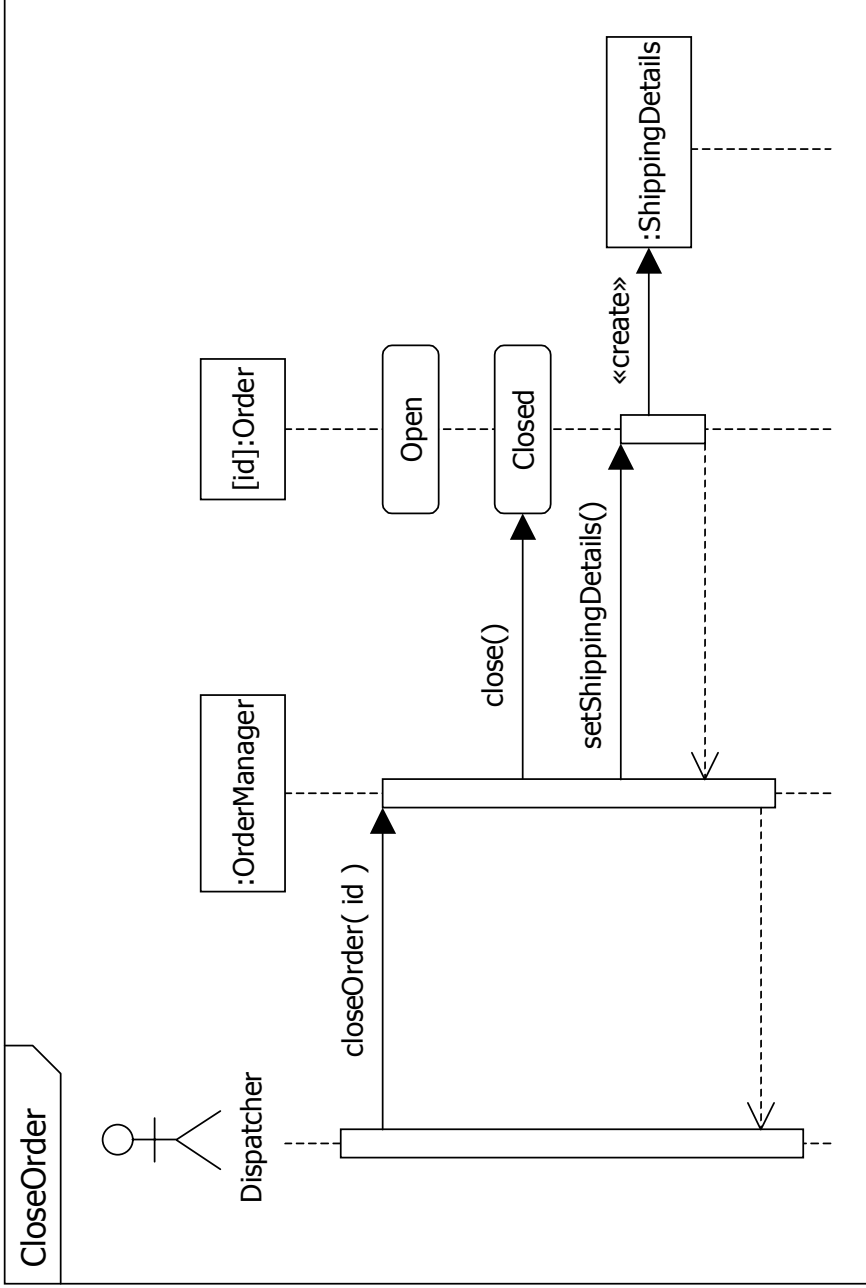 CloseOrder
Dispatcher
:OrderManager
[id]:Order
closeOrder( id )
Open
close()
Closed
setShippingDetails()
«create»
:ShippingDetails